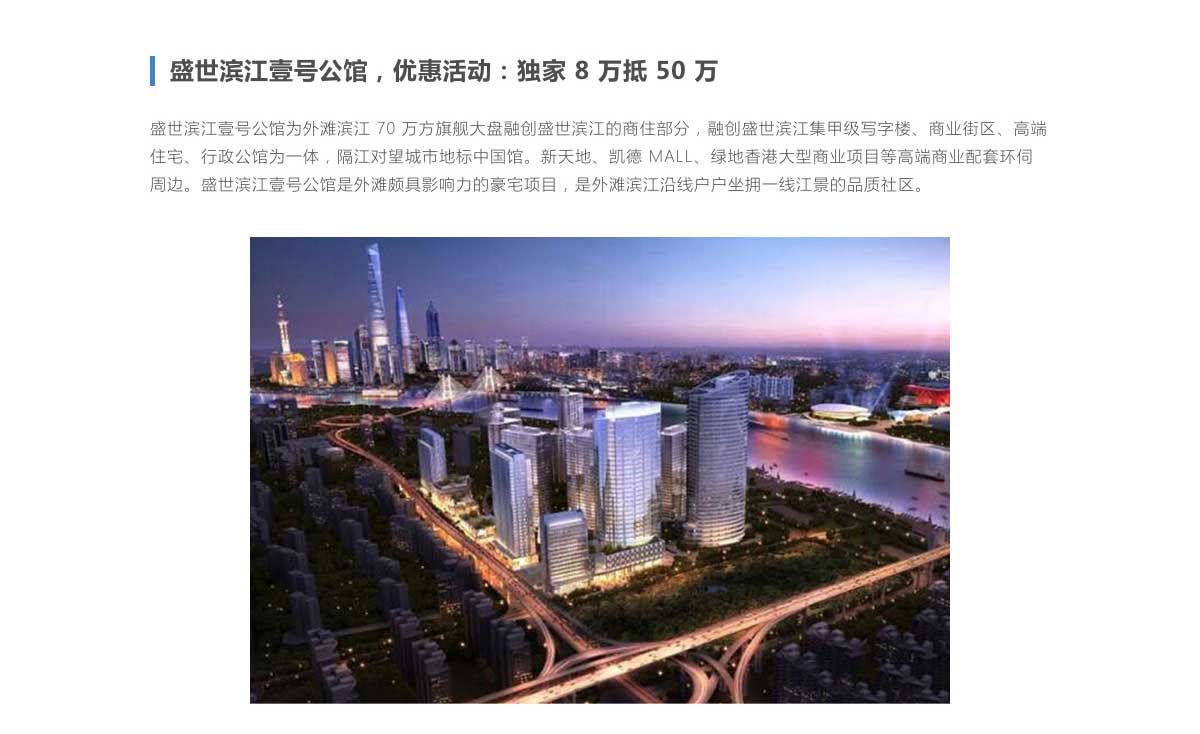 盛世滨江壹号公馆，优惠活动：独家 8 万抵 50 万
盛世滨江壹号公馆为外滩滨江 70 万方旗舰大盘融创盛世滨江的商住部分，融创盛世滨江集甲级写字楼、商业街区、高端
住宅、行政公馆为一体，隔江对望城市地标中国馆。新天地、凯德 MALL、绿地香港大型商业项目等高端商业配套环伺
周边。盛世滨江壹号公馆是外滩颇具影响力的豪宅项目，是外滩滨江沿线户户坐拥一线江景的品质社区。